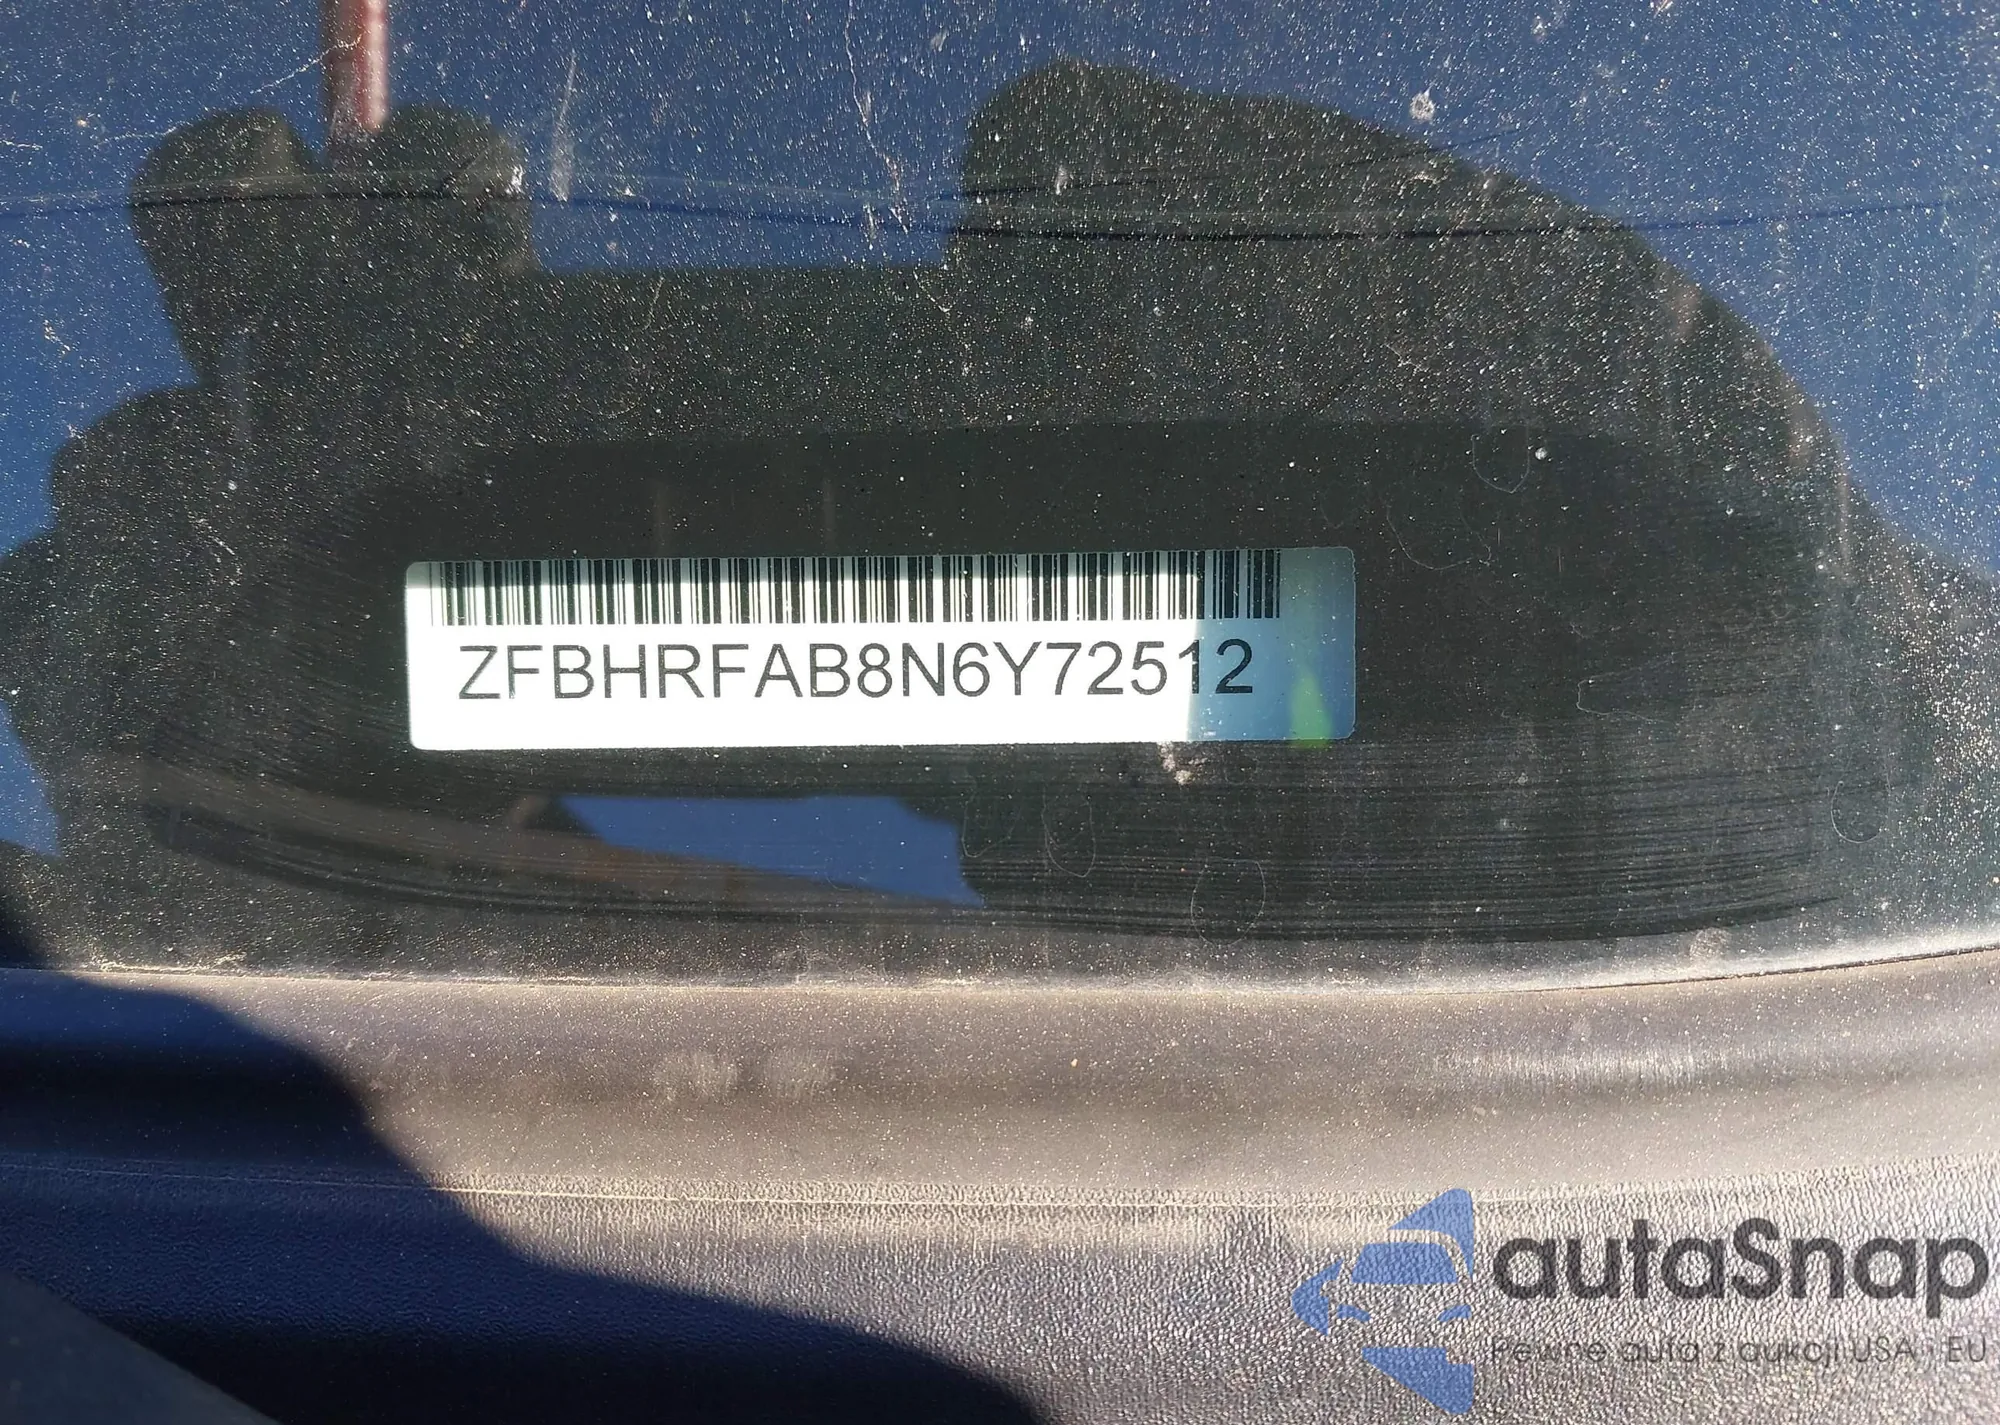 ZFBHRFAB8N6Y72512
autaSnap
Pewne auta z aukcji USA i EU